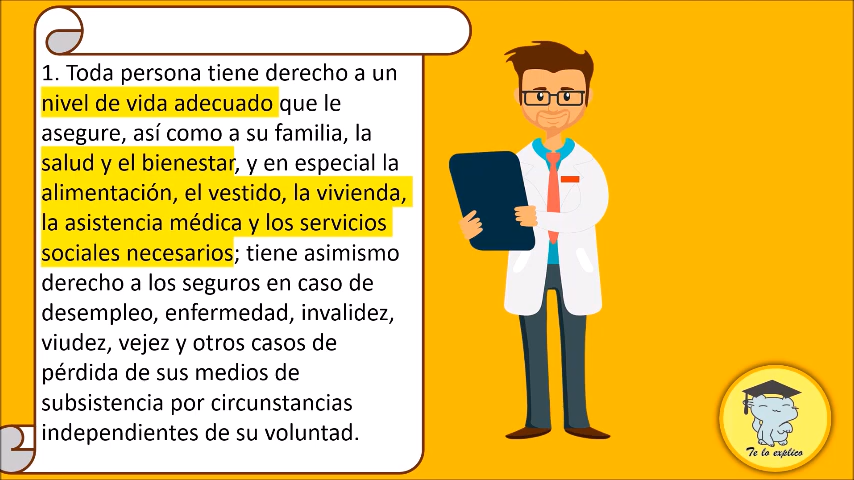 1. Toda persona tiene derecho a un
nivel de vida adecuado que le
asegure, así como a su familia, la
salud y el bienestar, y en especial la
alimentación, el vestido, la vivienda,
la asistencia médica y los servicios
sociales necesarios; tiene asimismo
derecho a los seguros en caso de
desempleo, enfermedad, invalidez,
viudez, vejez y otros casos de
pérdida de sus medios de
subsistencia por circunstancias
independientes de su voluntad.
Te lo explico